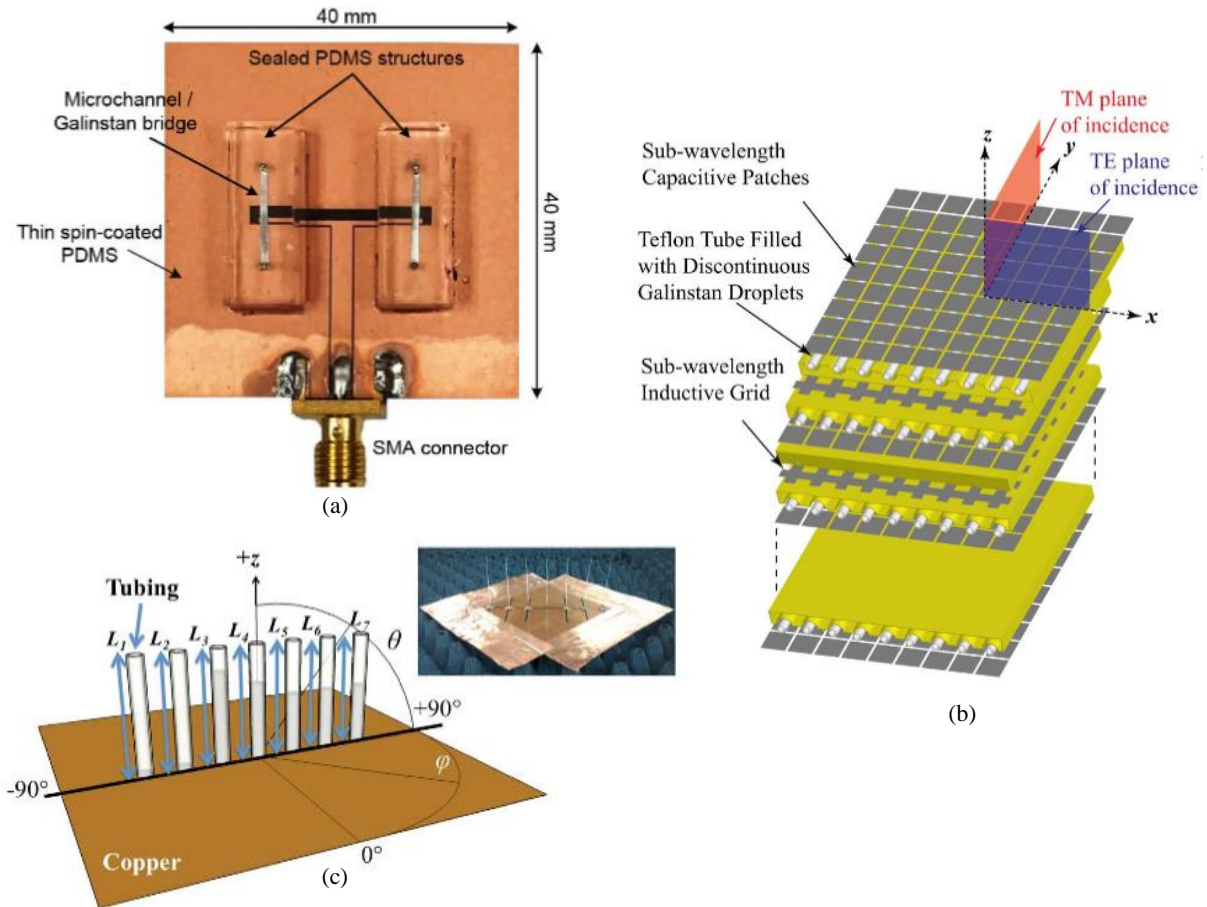 40 mm
Sealed PDMS structures
Microchannel /
Galinstan bridge
Thin spin-coated
PDMS
40 mm
SMA connector
(a)
TM plane
of incidence
z
y
TE plane
of incidence
x
Sub-wavelength
Capacitive Patches
Teflon Tube Filled
with Discontinuous
Galinstan Droplets
Sub-wavelength
Inductive Grid
(b)
+z
Tubing
L1 L2 L3 L4 L5 L6 L7
θ
+90°
φ
-90°
0°
Copper
(c)